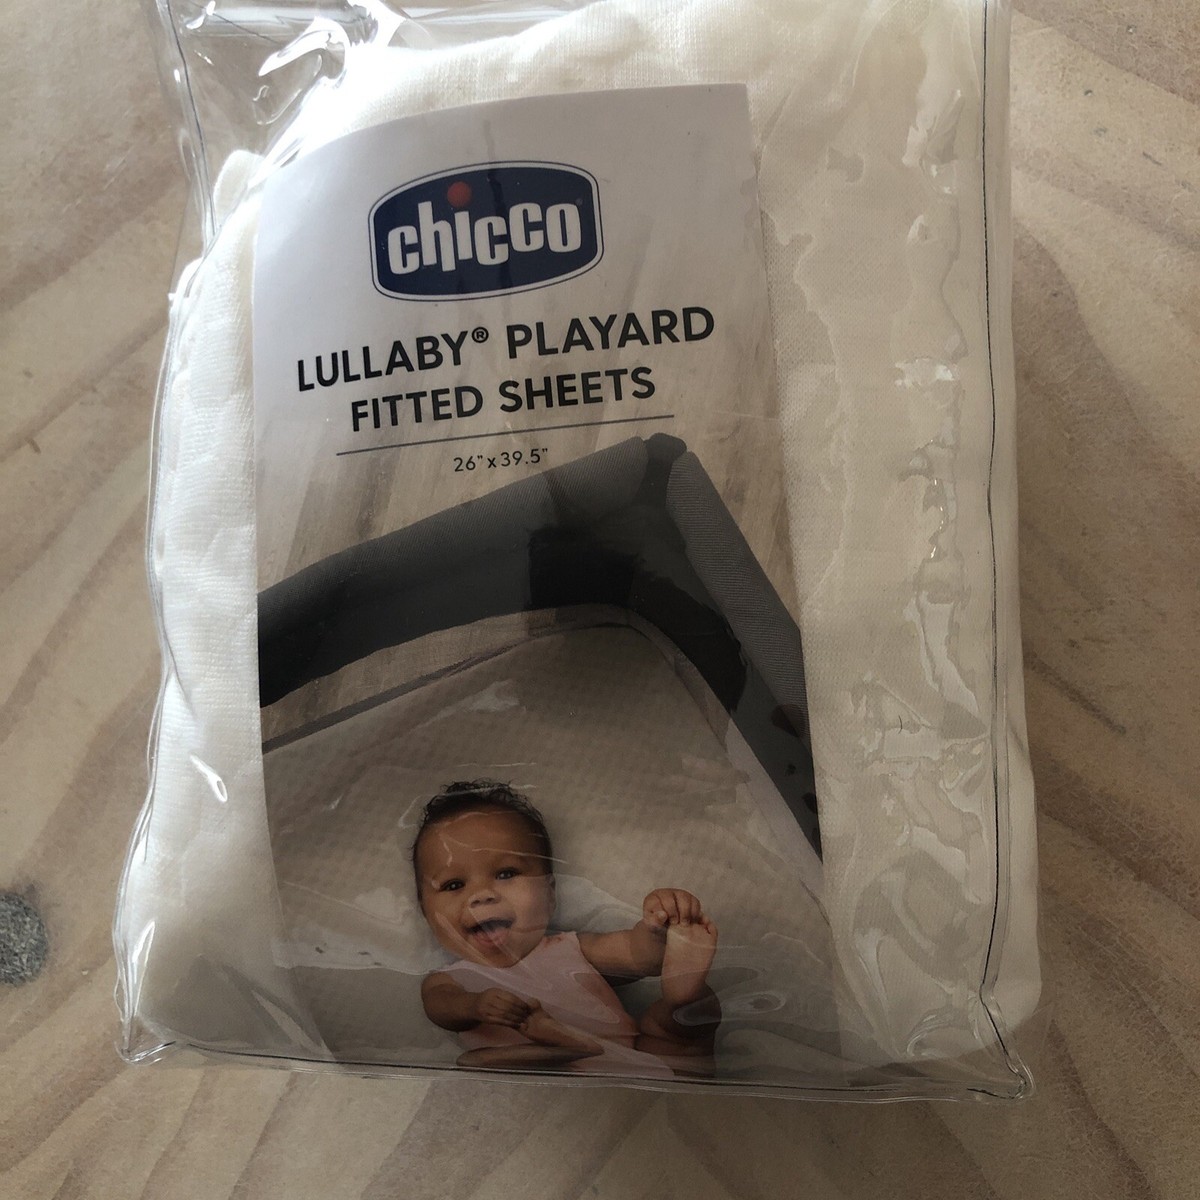 chicco
LULLABY® PLAYARD
FITTED SHEETS
26" x 39.5"